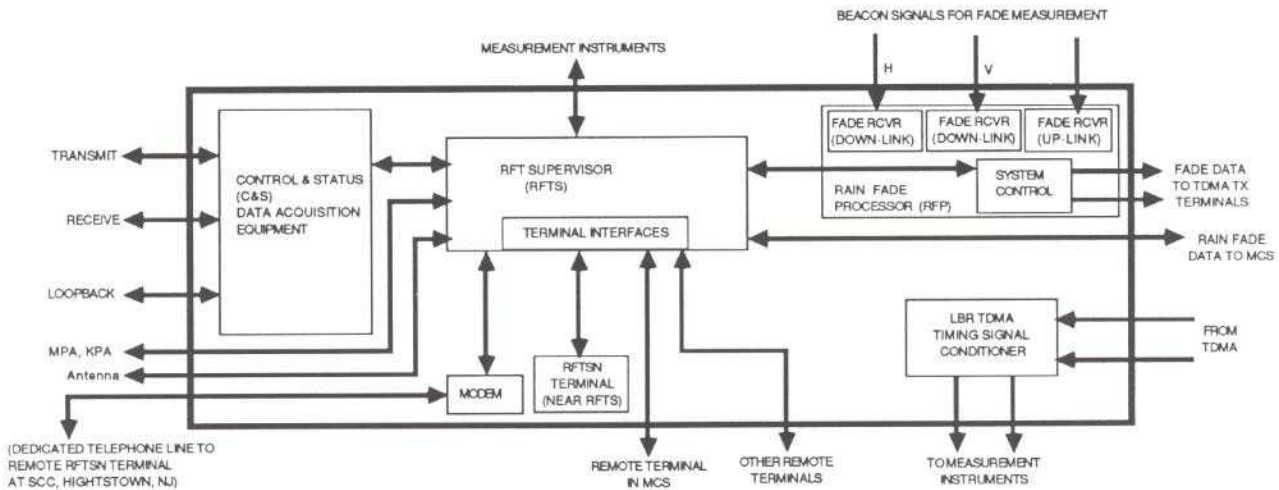 BEACON SIGNALS FOR FADE MEASUREMENT
MEASUREMENT INSTRUMENTS
H
V
FADE RCVR
(DOWN-LINK)
FADE RCVR
(DOWN-LINK)
FADE RCVR
(UP-LINK)
RAIN FADE
PROCESSOR (RFP)
SYSTEM
CONTROL
FADE DATA
TO TDMA TX
TERMINALS
TRANSMIT
RECEIVE
LOOPBACK
CONTROL & STATUS
(C&S)
DATA ACQUISITION
EQUIPMENT
RFT SUPERVISOR
(RFTS)
TERMINAL INTERFACES
RAIN FADE
DATA TO MCS
MPA, KPA
Antenna
MODEM
RFTSN
TERMINAL
(NEAR RFTS)
LBR TDMA
TIMING SIGNAL
CONDITIONER
FROM
TDMA
(DEDICATED TELEPHONE LINE TO
REMOTE RFTSN TERMINAL
AT SCC, HIGHTSTOWN, NJ)
REMOTE TERMINAL
IN MCS
OTHER REMOTE
TERMINALS
TO MEASUREMENT
INSTRUMENTS